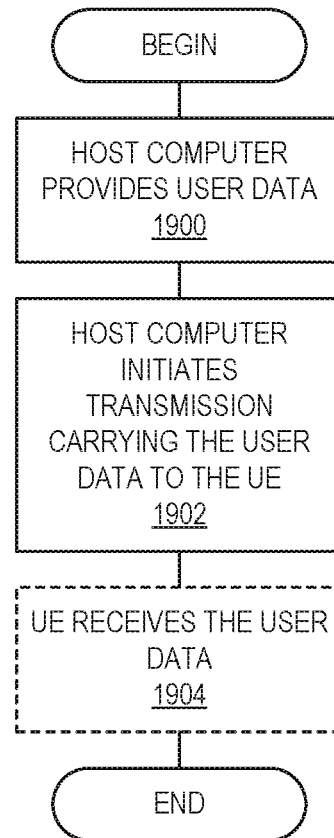 BEGIN
HOST COMPUTER
PROVIDES USER DATA
1900
HOST COMPUTER
INITIATES
TRANSMISSION
CARRYING THE USER
DATA TO THE UE
1902
UE RECEIVES THE USER
DATA
1904
END